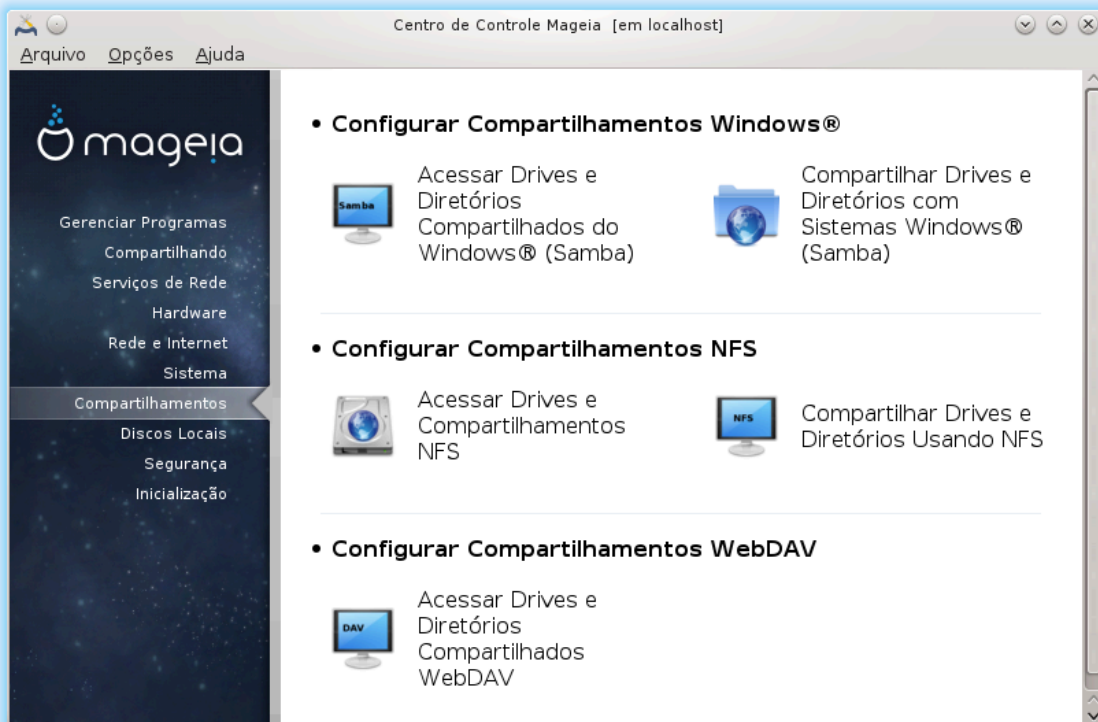 Centro de Controle Mageia [em localhost]
Arquivo Opções Ajuda
mageia
Gerenciar Programas
Compartilhando
Serviços de Rede
Hardware
Rede e Internet
Sistema
Compartilhamentos
Discos Locais
Segurança
Inicialização
• Configurar Compartilhamentos Windows®
Samba
Acessar Drives e
Diretórios
Compartilhados do
Windows® (Samba)
Compartilhar Drives e
Diretórios com
Sistemas Windows®
(Samba)
• Configurar Compartilhamentos NFS
Acessar Drives e
Compartilhamentos
NFS
NFS
Compartilhar Drives e
Diretórios Usando NFS
• Configurar Compartilhamentos WebDAV
DAV
Acessar Drives e
Diretórios
Compartilhados
WebDAV